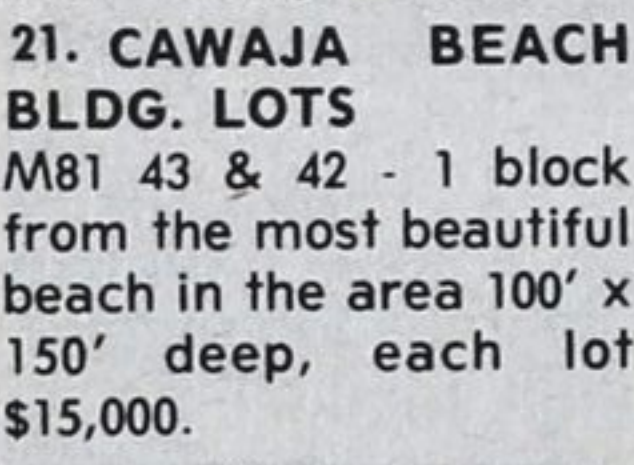 21. CAWAJA BEACH
BLDG. LOTS
M81 43 & 42 - 1 block
from the most beautiful
beach in the area 100' x
150' deep, each lot
$15,000.